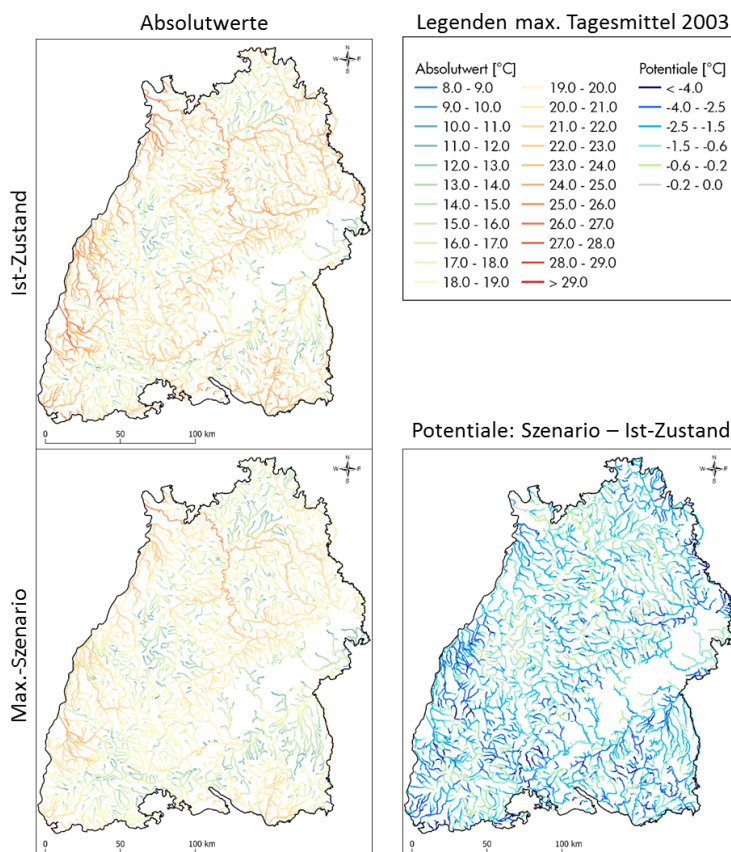 Absolutwerte
Legenden max. Tagesmittel 2003
Ist-Zustand
N
W E
S
0 50 100 km
Absolutwert [°C]
8.0 - 9.0
9.0 - 10.0
10.0 - 11.0
11.0 - 12.0
12.0 - 13.0
13.0 - 14.0
14.0 - 15.0
15.0 - 16.0
16.0 - 17.0
17.0 - 18.0
18.0 - 19.0
19.0 - 20.0
20.0 - 21.0
21.0 - 22.0
22.0 - 23.0
23.0 - 24.0
24.0 - 25.0
25.0 - 26.0
26.0 - 27.0
27.0 - 28.0
28.0 - 29.0
> 29.0
Potentiale [°C]
< -4.0
-4.0 - -2.5
-2.5 - -1.5
-1.5 - -0.6
-0.6 - -0.2
-0.2 - 0.0
Potentiale: Szenario – Ist-Zustand
Max.-Szenario
N
W E
S
0 50 100 km
N
W E
S
0 50 100 km